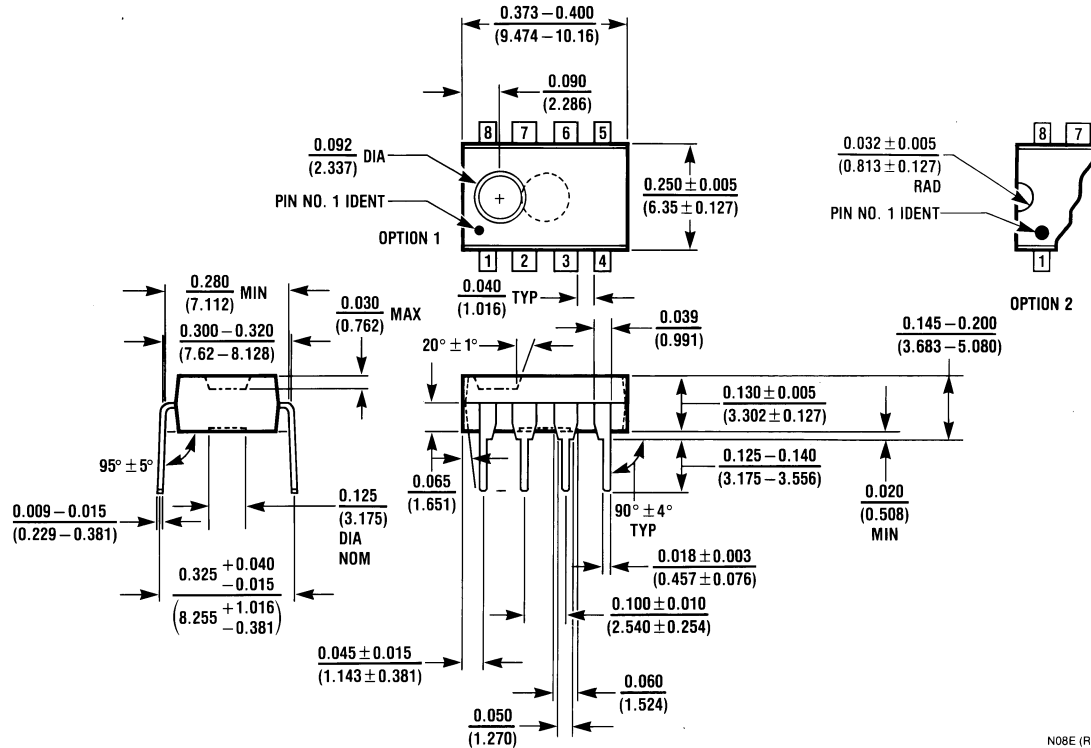 0.373 – 0.400
(9.474 – 10.16)
0.090
(2.286)
8 7 6 5
0.092 DIA
(2.337)
PIN NO. 1 IDENT
OPTION 1
0.250 ± 0.005
(6.35 ± 0.127)
1 2 3 4
0.032 ± 0.005
(0.813 ± 0.127)
RAD
PIN NO. 1 IDENT
8 7
1
OPTION 2
0.280 MIN
(7.112)
0.300 – 0.320
(7.62 – 8.128)
0.030 MAX
(0.762)
0.040 TYP
(1.016)
0.039
(0.991)
20° ± 1°
0.145 – 0.200
(3.683 – 5.080)
0.130 ± 0.005
(3.302 ± 0.127)
0.125 – 0.140
(3.175 – 3.556)
0.020
(0.508)
MIN
95° ± 5°
0.009 – 0.015
(0.229 – 0.381)
0.125
(3.175)
DIA
NOM
0.065
(1.651)
90° ± 4°
TYP
0.018 ± 0.003
(0.457 ± 0.076)
0.325 +0.040
−0.015
(8.255 +1.016
−0.381)
0.100 ± 0.010
(2.540 ± 0.254)
0.045 ± 0.015
(1.143 ± 0.381)
0.060
(1.524)
0.050
(1.270)
N08E (R